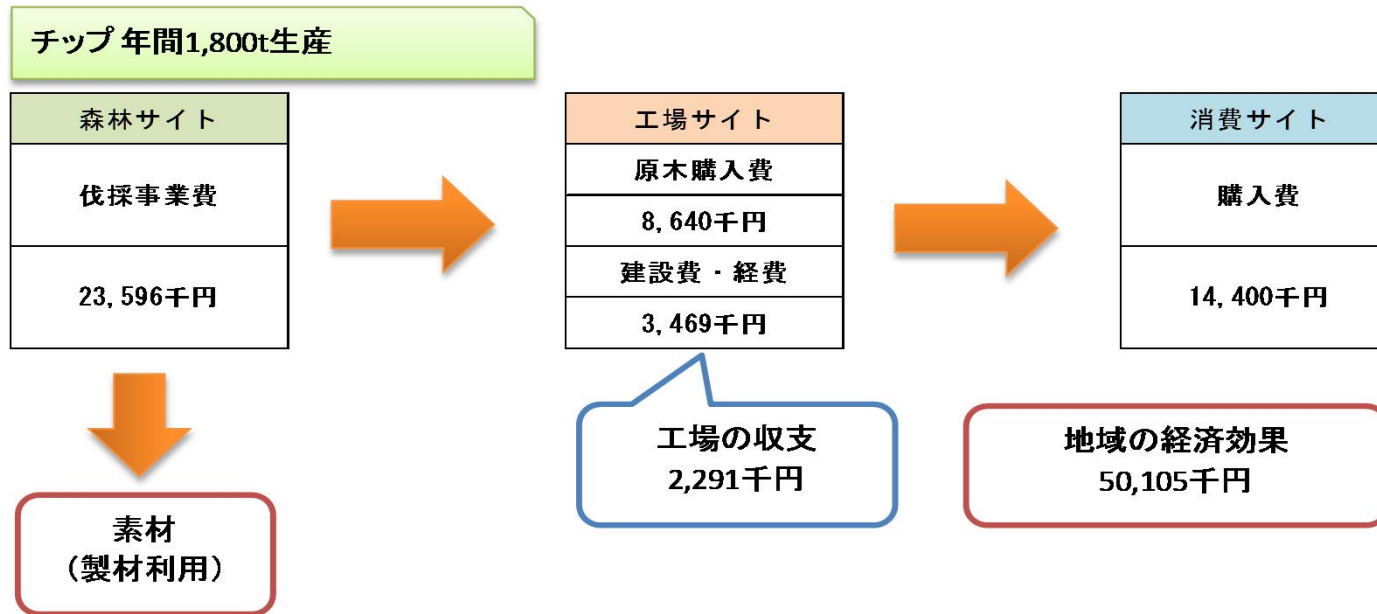 チップ 年間1,800t生産
森林サイト
伐採事業費
23,596千円
工場サイト
原木購入費
8,640千円
建設費・経費
3,469千円
消費サイト
購入費
14,400千円
工場の収支
2,291千円
地域の経済効果
50,105千円
素材
（製材利用）